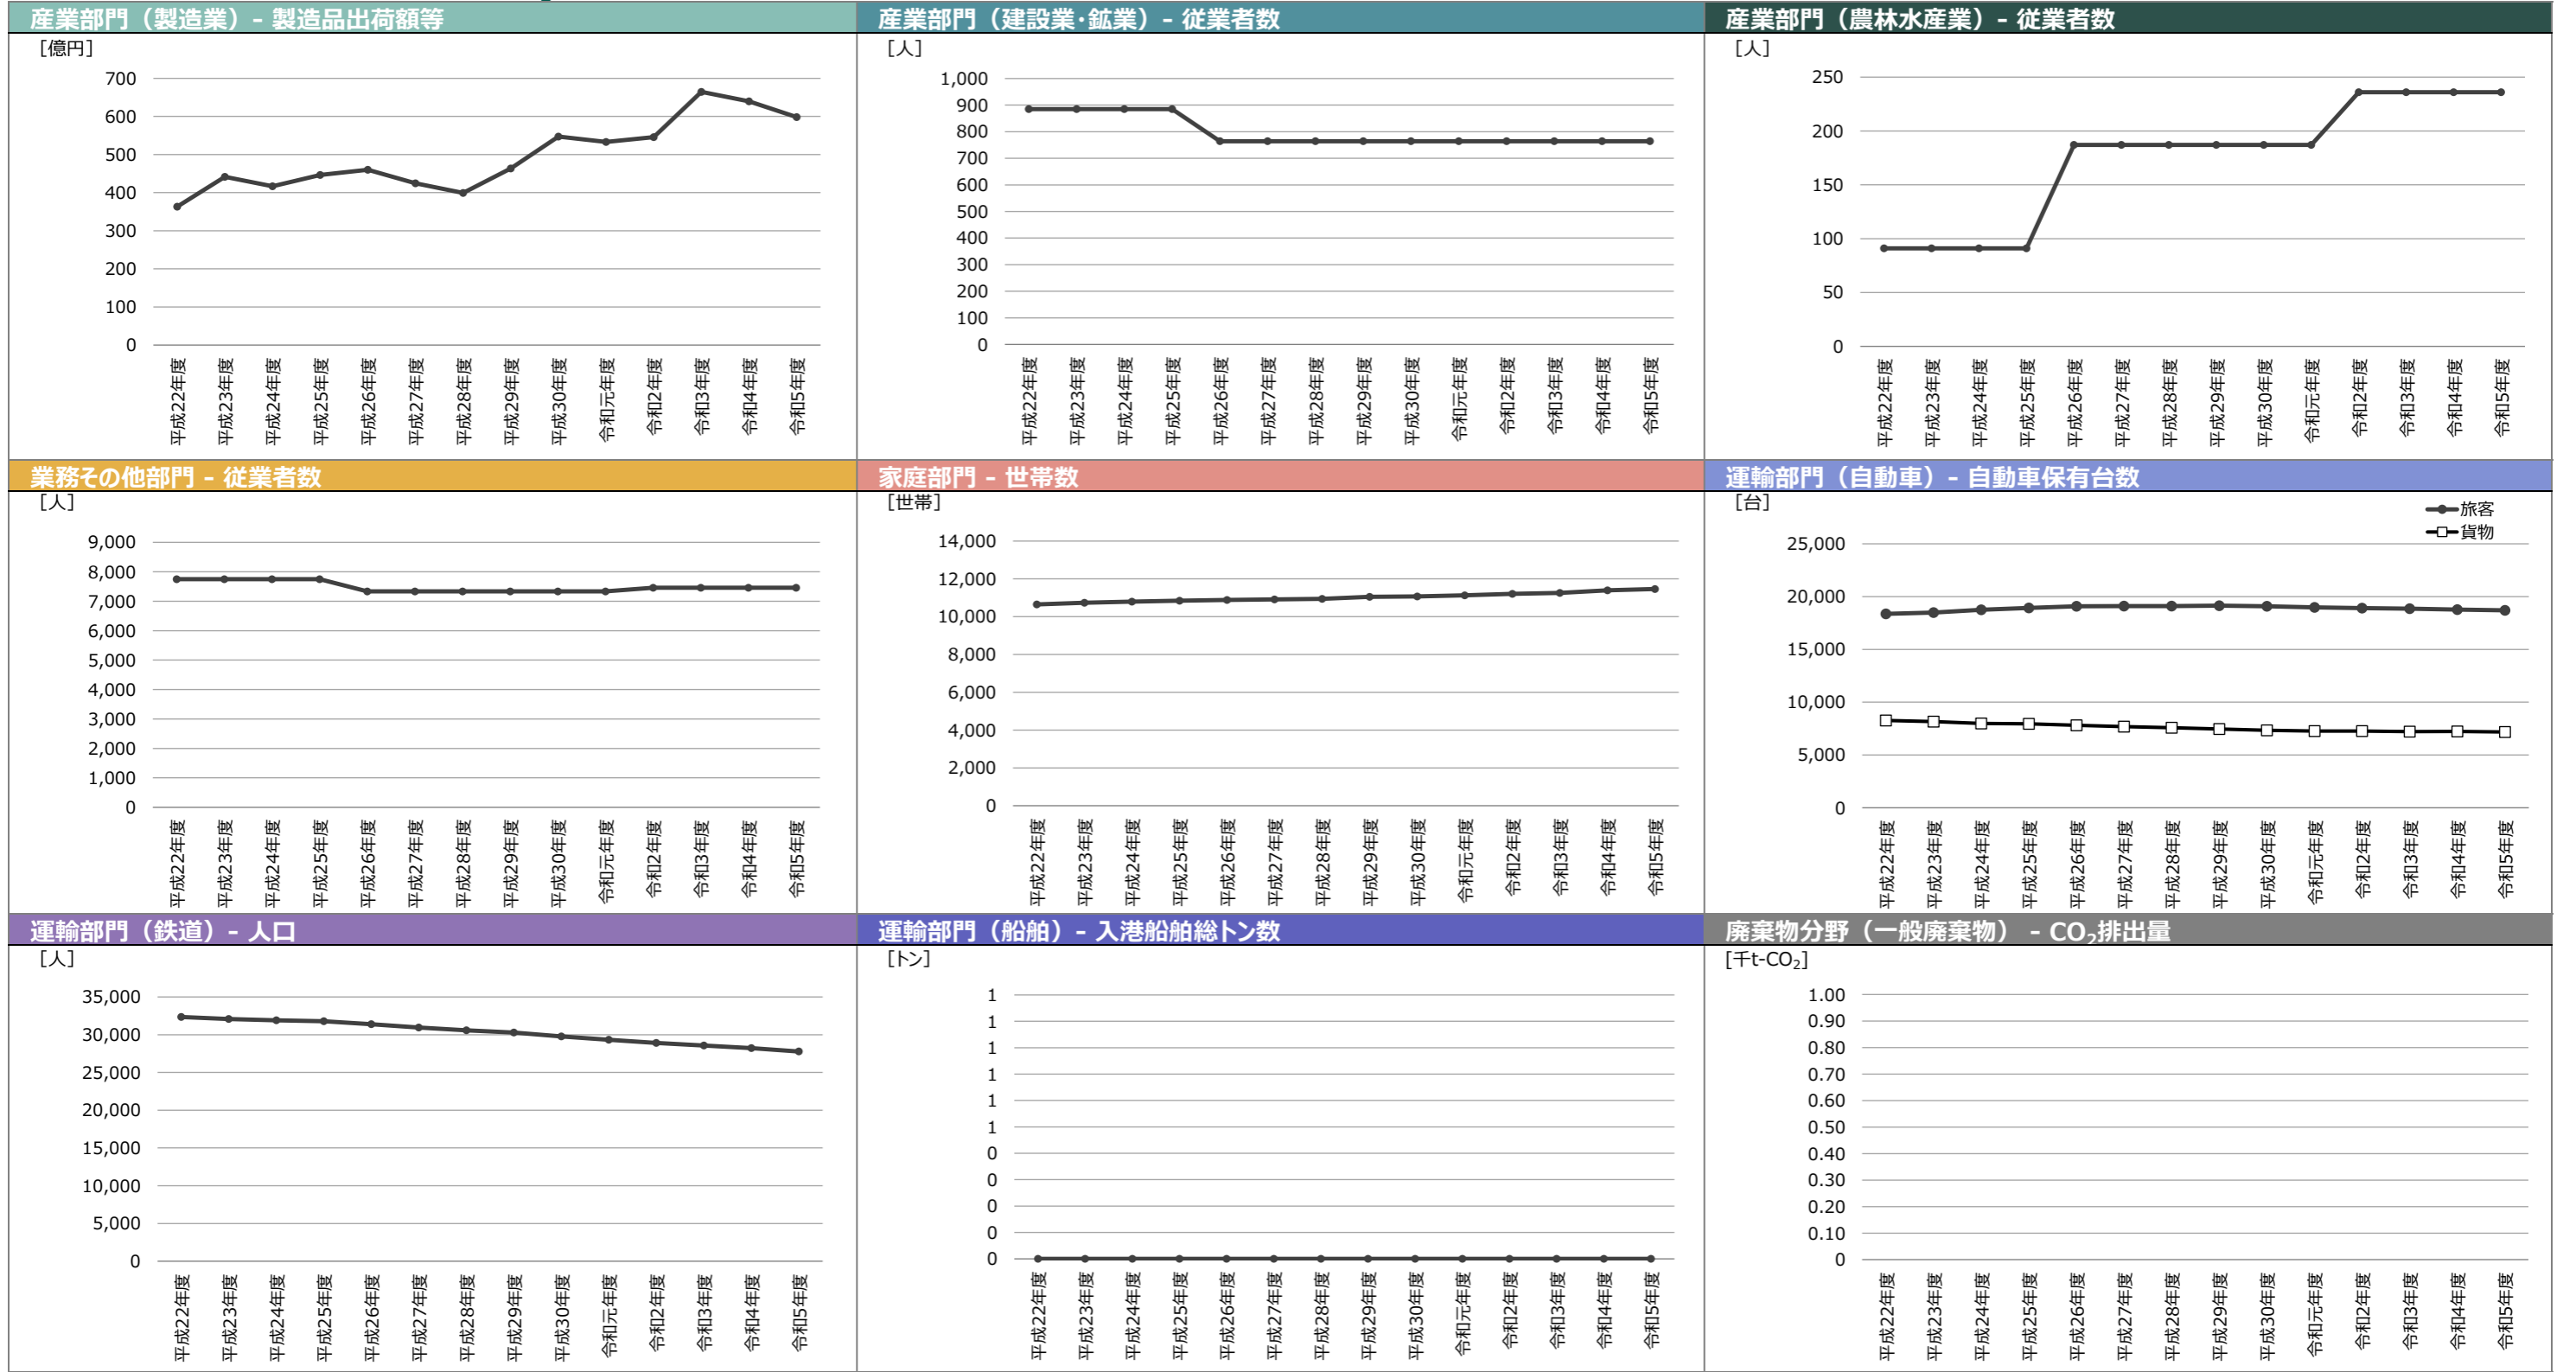 産業部門（製造業）- 製造品出荷額等
[億円]
700
600
500
400
300
200
100
0
平成22年度
平成23年度
平成24年度
平成25年度
平成26年度
平成27年度
平成28年度
平成29年度
平成30年度
令和元年度
令和2年度
令和3年度
令和4年度
令和5年度
産業部門（建設業・鉱業）- 従業者数
[人]
1,000
900
800
700
600
500
400
300
200
100
0
平成22年度
平成23年度
平成24年度
平成25年度
平成26年度
平成27年度
平成28年度
平成29年度
平成30年度
令和元年度
令和2年度
令和3年度
令和4年度
令和5年度
産業部門（農林水産業）- 従業者数
[人]
250
200
150
100
50
0
平成22年度
平成23年度
平成24年度
平成25年度
平成26年度
平成27年度
平成28年度
平成29年度
平成30年度
令和元年度
令和2年度
令和3年度
令和4年度
令和5年度
業務その他部門 - 従業者数
[人]
9,000
8,000
7,000
6,000
5,000
4,000
3,000
2,000
1,000
0
平成22年度
平成23年度
平成24年度
平成25年度
平成26年度
平成27年度
平成28年度
平成29年度
平成30年度
令和元年度
令和2年度
令和3年度
令和4年度
令和5年度
家庭部門 - 世帯数
[世帯]
14,000
12,000
10,000
8,000
6,000
4,000
2,000
0
平成22年度
平成23年度
平成24年度
平成25年度
平成26年度
平成27年度
平成28年度
平成29年度
平成30年度
令和元年度
令和2年度
令和3年度
令和4年度
令和5年度
運輸部門（自動車）- 自動車保有台数
[台]
旅客
貨物
25,000
20,000
15,000
10,000
5,000
0
平成22年度
平成23年度
平成24年度
平成25年度
平成26年度
平成27年度
平成28年度
平成29年度
平成30年度
令和元年度
令和2年度
令和3年度
令和4年度
令和5年度
運輸部門（鉄道）- 人口
[人]
35,000
30,000
25,000
20,000
15,000
10,000
5,000
0
平成22年度
平成23年度
平成24年度
平成25年度
平成26年度
平成27年度
平成28年度
平成29年度
平成30年度
令和元年度
令和2年度
令和3年度
令和4年度
令和5年度
運輸部門（船舶）- 入港船舶総トン数
[トン]
1
1
1
1
1
1
0
0
0
0
0
平成22年度
平成23年度
平成24年度
平成25年度
平成26年度
平成27年度
平成28年度
平成29年度
平成30年度
令和元年度
令和2年度
令和3年度
令和4年度
令和5年度
廃棄物分野（一般廃棄物） - CO₂排出量
[千t-CO₂]
1.00
0.90
0.80
0.70
0.60
0.50
0.40
0.30
0.20
0.10
0
平成22年度
平成23年度
平成24年度
平成25年度
平成26年度
平成27年度
平成28年度
平成29年度
平成30年度
令和元年度
令和2年度
令和3年度
令和4年度
令和5年度